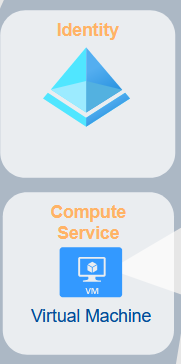 Identity
Compute
Service
VM
Virtual Machine